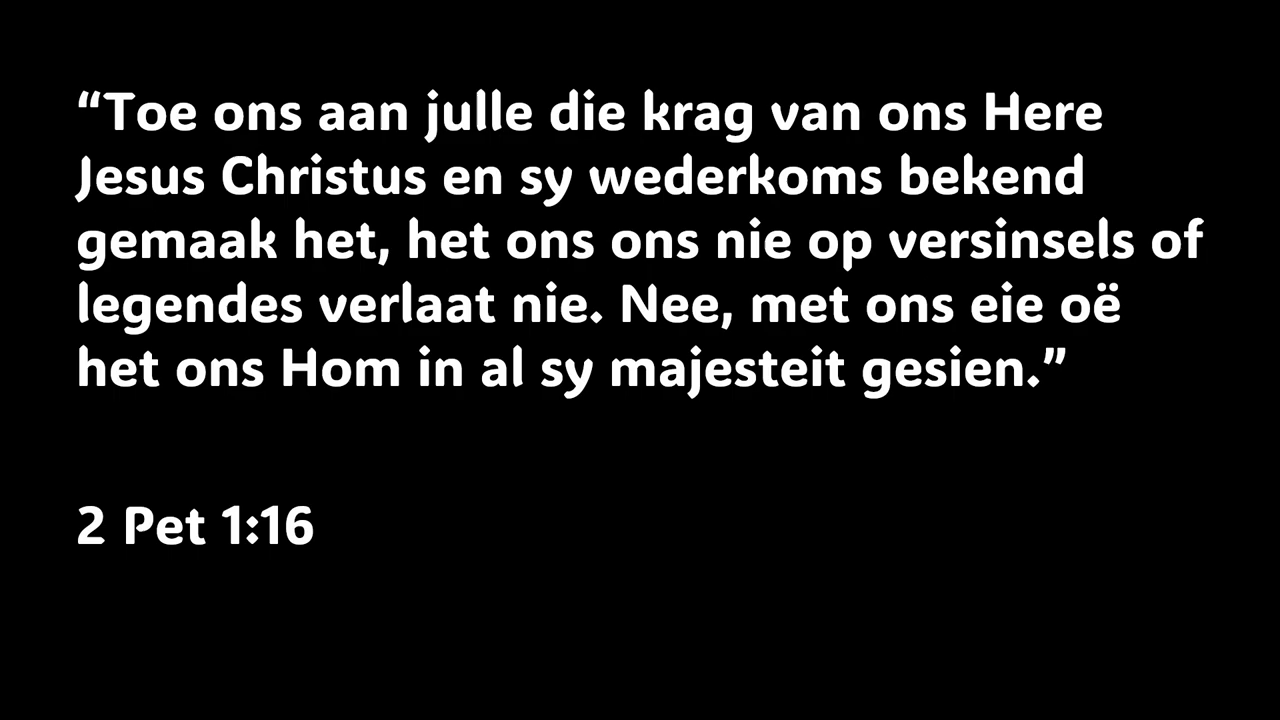 “Toe ons aan julle die krag van ons Here
Jesus Christus en sy wederkoms bekend
gemaak het, het ons ons nie op versinsels of
legendes verlaat nie. Nee, met ons eie oë
het ons Hom in al sy majesteit gesien.”
2 Pet 1:16